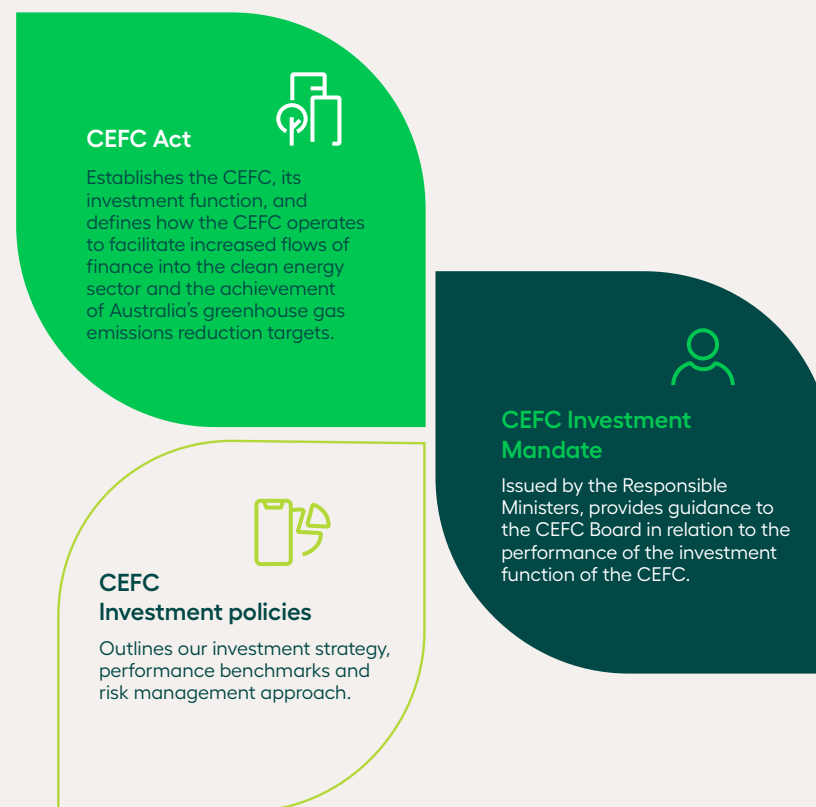 CEFC Act
Establishes the CEFC, its
investment function, and
defines how the CEFC operates
to facilitate increased flows of
finance into the clean energy
sector and the achievement
of Australia’s greenhouse gas
emissions reduction targets.
CEFC Investment
Mandate
Issued by the Responsible
Ministers, provides guidance to
the CEFC Board in relation to the
performance of the investment
function of the CEFC.
CEFC
Investment policies
Outlines our investment strategy,
performance benchmarks and
risk management approach.